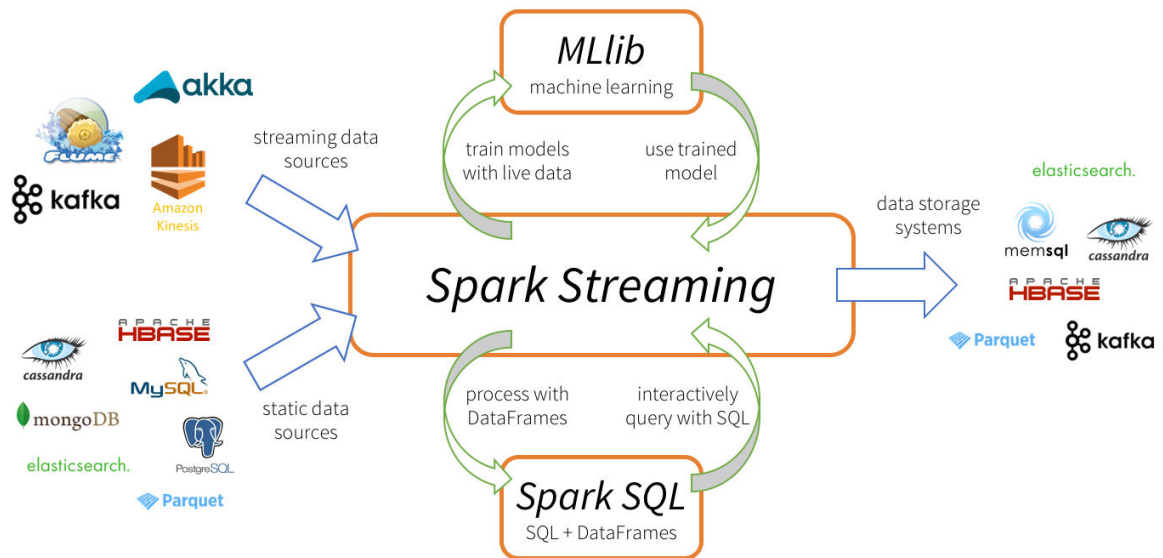 MLlib
machine learning
akka
FLUME
kafka
Amazon
Kinesis
streaming data
sources
train models
with live data
use trained
model
data storage
systems
elasticsearch.
memsql
cassandra
APACHE
HBASE
Parquet
kafka
Spark Streaming
APACHE
HBASE
cassandra
MySQL®
mongoDB
PostgreSQL
elasticsearch.
Parquet
static data
sources
process with
DataFrames
interactively
query with SQL
Spark SQL
SQL + DataFrames